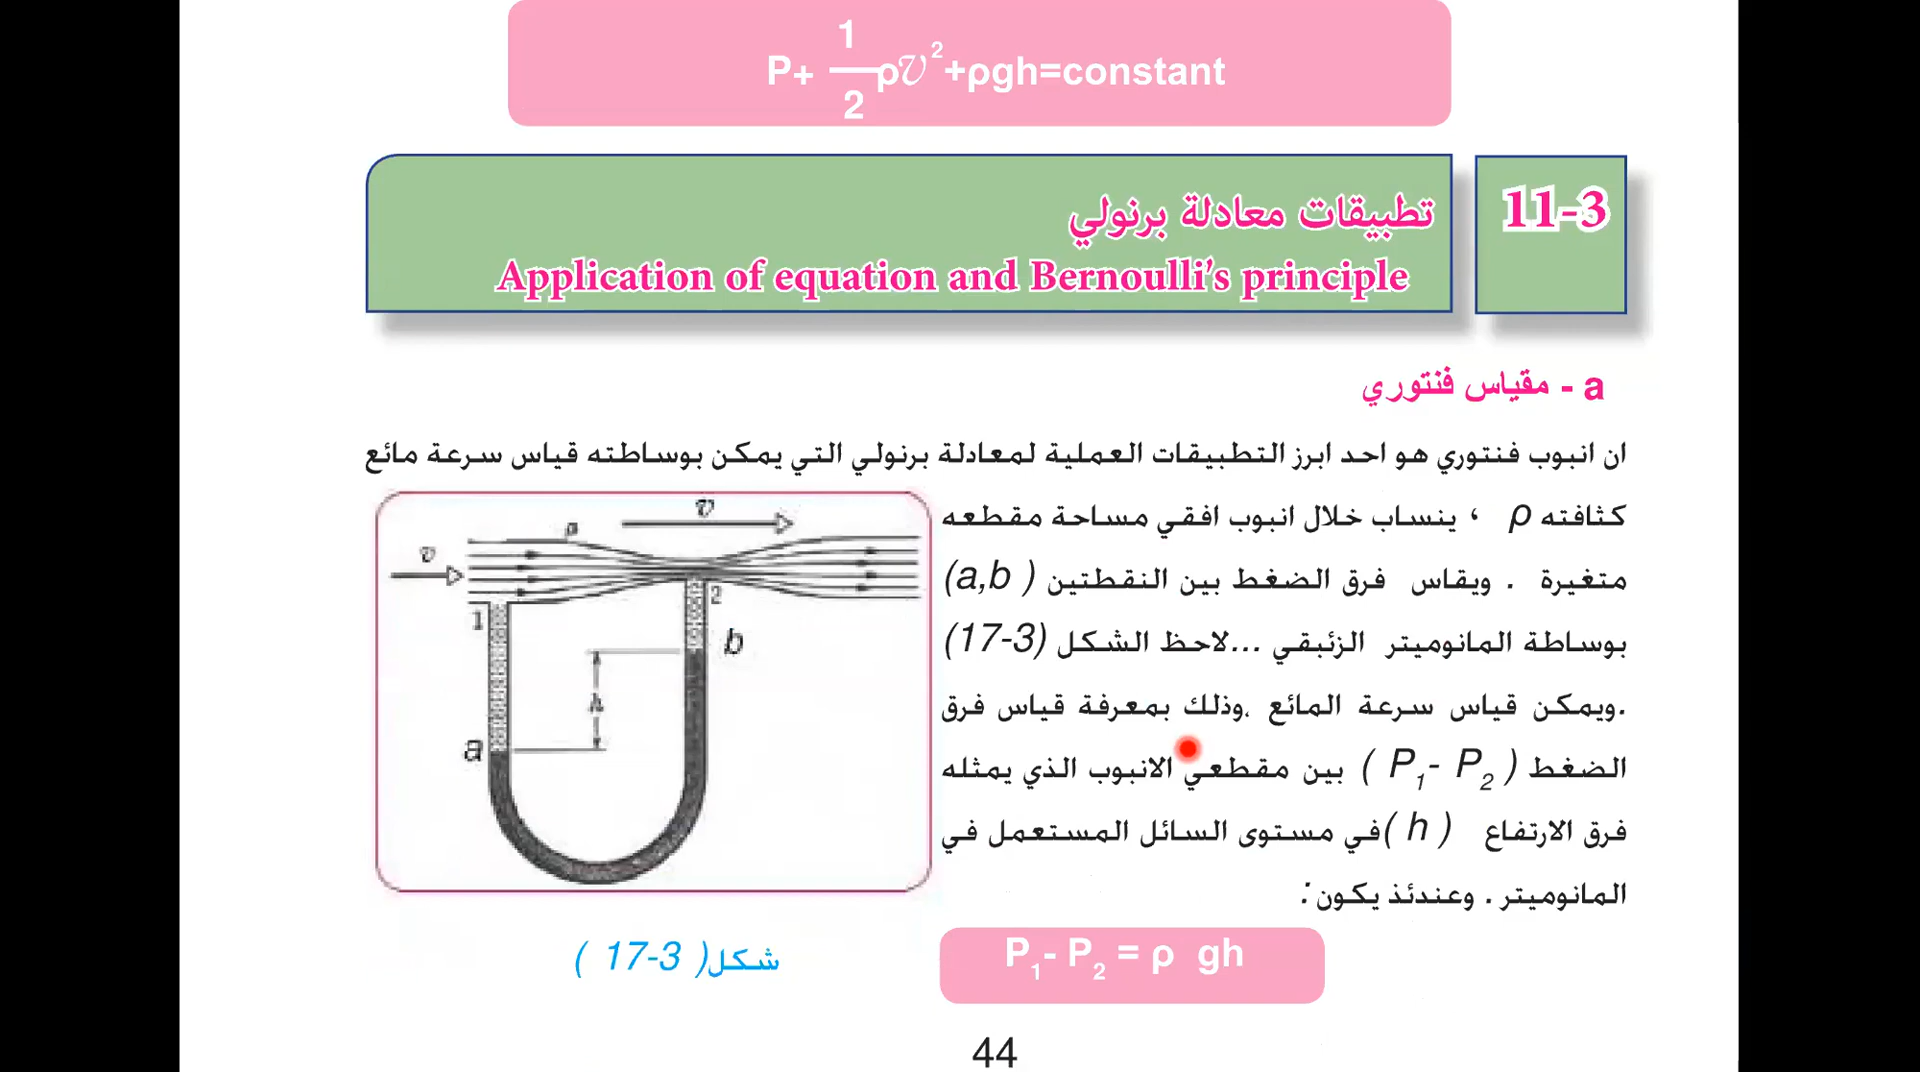 P+ 1/2 ρv²+ρgh=constant
11-3 تطبيقات معادلة برنولي
Application of equation and Bernoulli's principle
a - مقياس فنتوري
ان انبوب فنتوري هو احد ابرز التطبيقات العملية لمعادلة برنولي التي يمكن بوساطته قياس سرعة مائع
كثافته ρ ، ينساب خلال انبوب افقي مساحة مقطعه
متغيرة . ويقاس فرق الضغط بين النقطتين (a,b)
بوساطة المانوميتر الزئبقي ...لاحظ الشكل (17-3)
.ويمكن قياس سرعة المائع ،وذلك بمعرفة قياس فرق
الضغط ( P₁- P₂ ) بين مقطعي الانبوب الذي يمثله
فرق الارتفاع ( h )في مستوى السائل المستعمل في
المانوميتر . وعندئذ يكون :
v
v
1
2
b
h
a
شكل( 17-3 )
P₁- P₂ = ρ gh
44